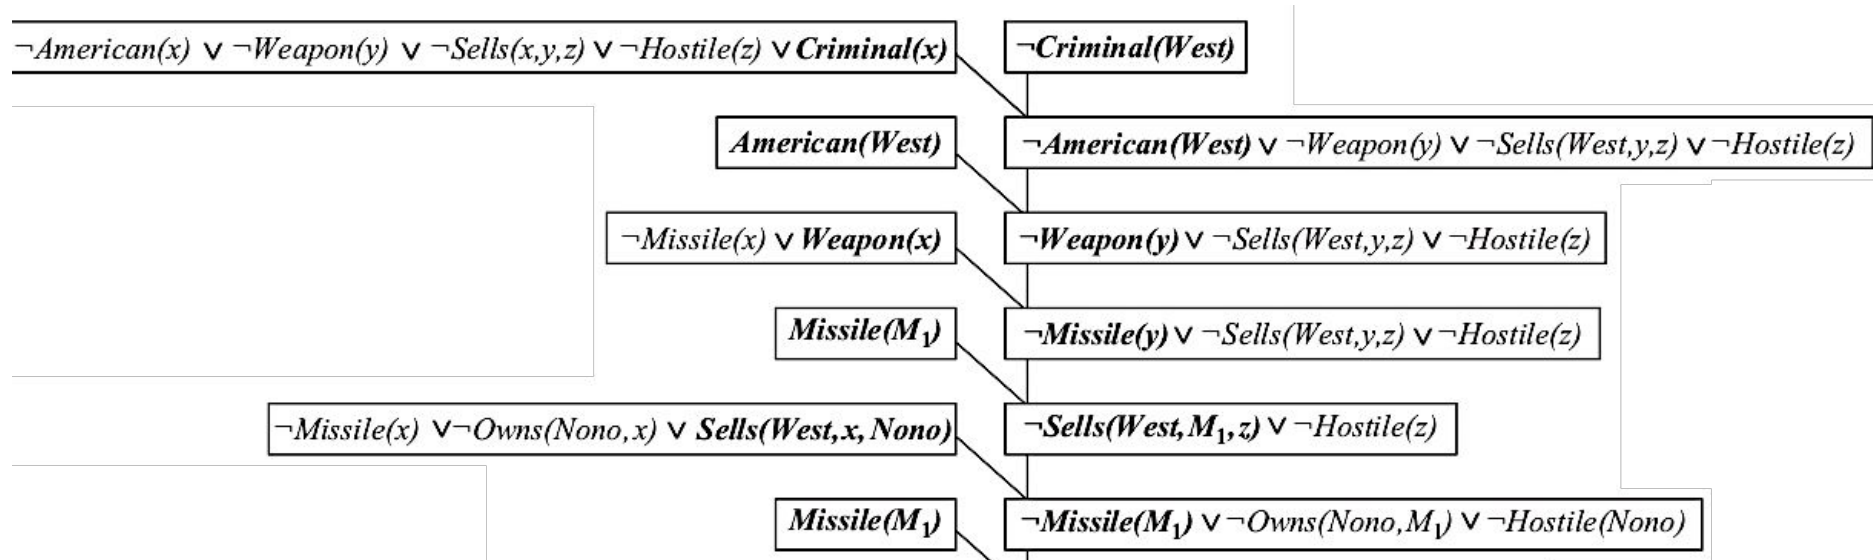 ¬American(x) ∨ ¬Weapon(y) ∨ ¬Sells(x,y,z) ∨ ¬Hostile(z) ∨ Criminal(x) ¬Criminal(West)
American(West) ¬American(West) ∨ ¬Weapon(y) ∨ ¬Sells(West,y,z) ∨ ¬Hostile(z)
¬Missile(x) ∨ Weapon(x) ¬Weapon(y) ∨ ¬Sells(West,y,z) ∨ ¬Hostile(z)
Missile(M₁) ¬Missile(y) ∨ ¬Sells(West,y,z) ∨ ¬Hostile(z)
¬Missile(x) ∨ ¬Owns(Nono,x) ∨ Sells(West,x,Nono) ¬Sells(West,M₁,z) ∨ ¬Hostile(z)
Missile(M₁) ¬Missile(M₁) ∨ ¬Owns(Nono,M₁) ∨ ¬Hostile(Nono)